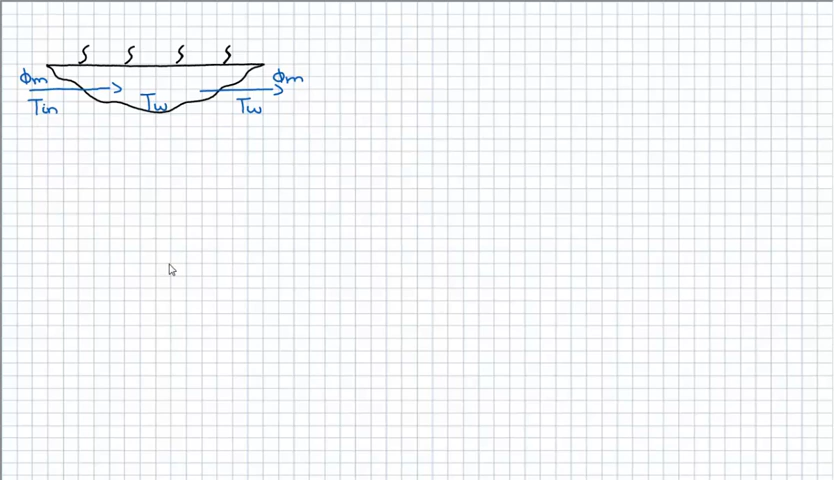 ϕm ϕm
Tin Tw Tw